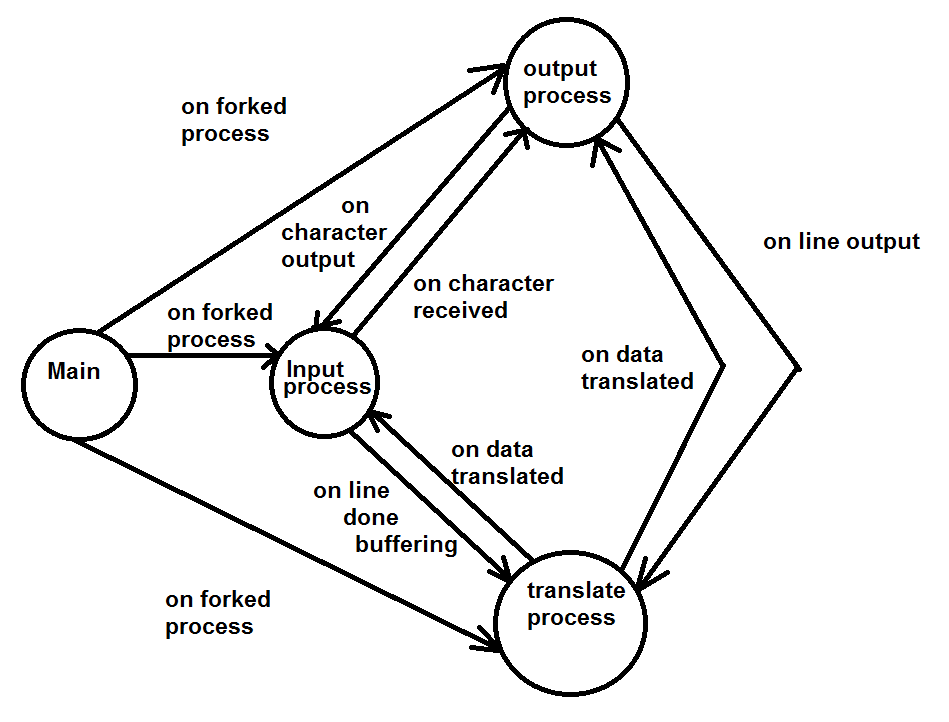 output
process
on forked
process
on
character
output
on line output
on character
received
on forked
process
Main
Input
process
on data
translated
on data
translated
on line
done
buffering
translate
process
on forked
process